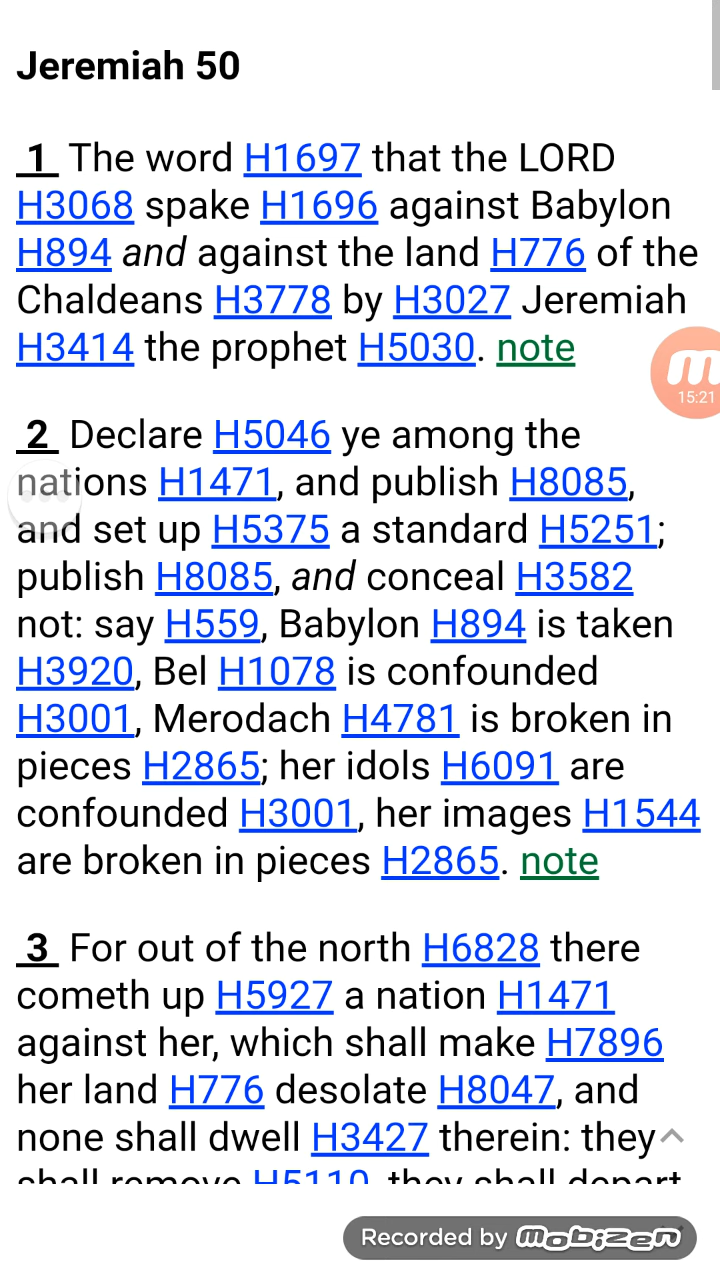 Jeremiah 50
1 The word H1697 that the LORD
H3068 spake H1696 against Babylon
H894 and against the land H776 of the
Chaldeans H3778 by H3027 Jeremiah
H3414 the prophet H5030. note
15:21
2 Declare H5046 ye among the
nations H1471, and publish H8085,
and set up H5375 a standard H5251;
publish H8085, and conceal H3582
not: say H559, Babylon H894 is taken
H3920, Bel H1078 is confounded
H3001, Merodach H4781 is broken in
pieces H2865; her idols H6091 are
confounded H3001, her images H1544
are broken in pieces H2865. note
3 For out of the north H6828 there
cometh up H5927 a nation H1471
against her, which shall make H7896
her land H776 desolate H8047, and
none shall dwell H3427 therein: they
shall remove H5110, they shall depart
Recorded by mobizen